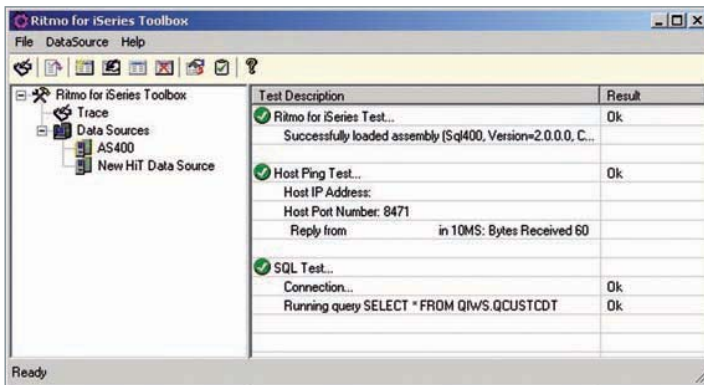 Ritmo for iSeries Toolbox
File DataSource Help
Ritmo for iSeries Toolbox
Trace
Data Sources
AS400
New HiT Data Source
Test Description Result
Ritmo for iSeries Test... Ok
Successfully loaded assembly (Sql400, Version=2.0.0.0, C...
Host Ping Test... Ok
Host IP Address:
Host Port Number: 8471
Reply from in 10MS: Bytes Received 60
SQL Test...
Connection... Ok
Running query SELECT * FROM QIWS.QCUSTCDT Ok
Ready